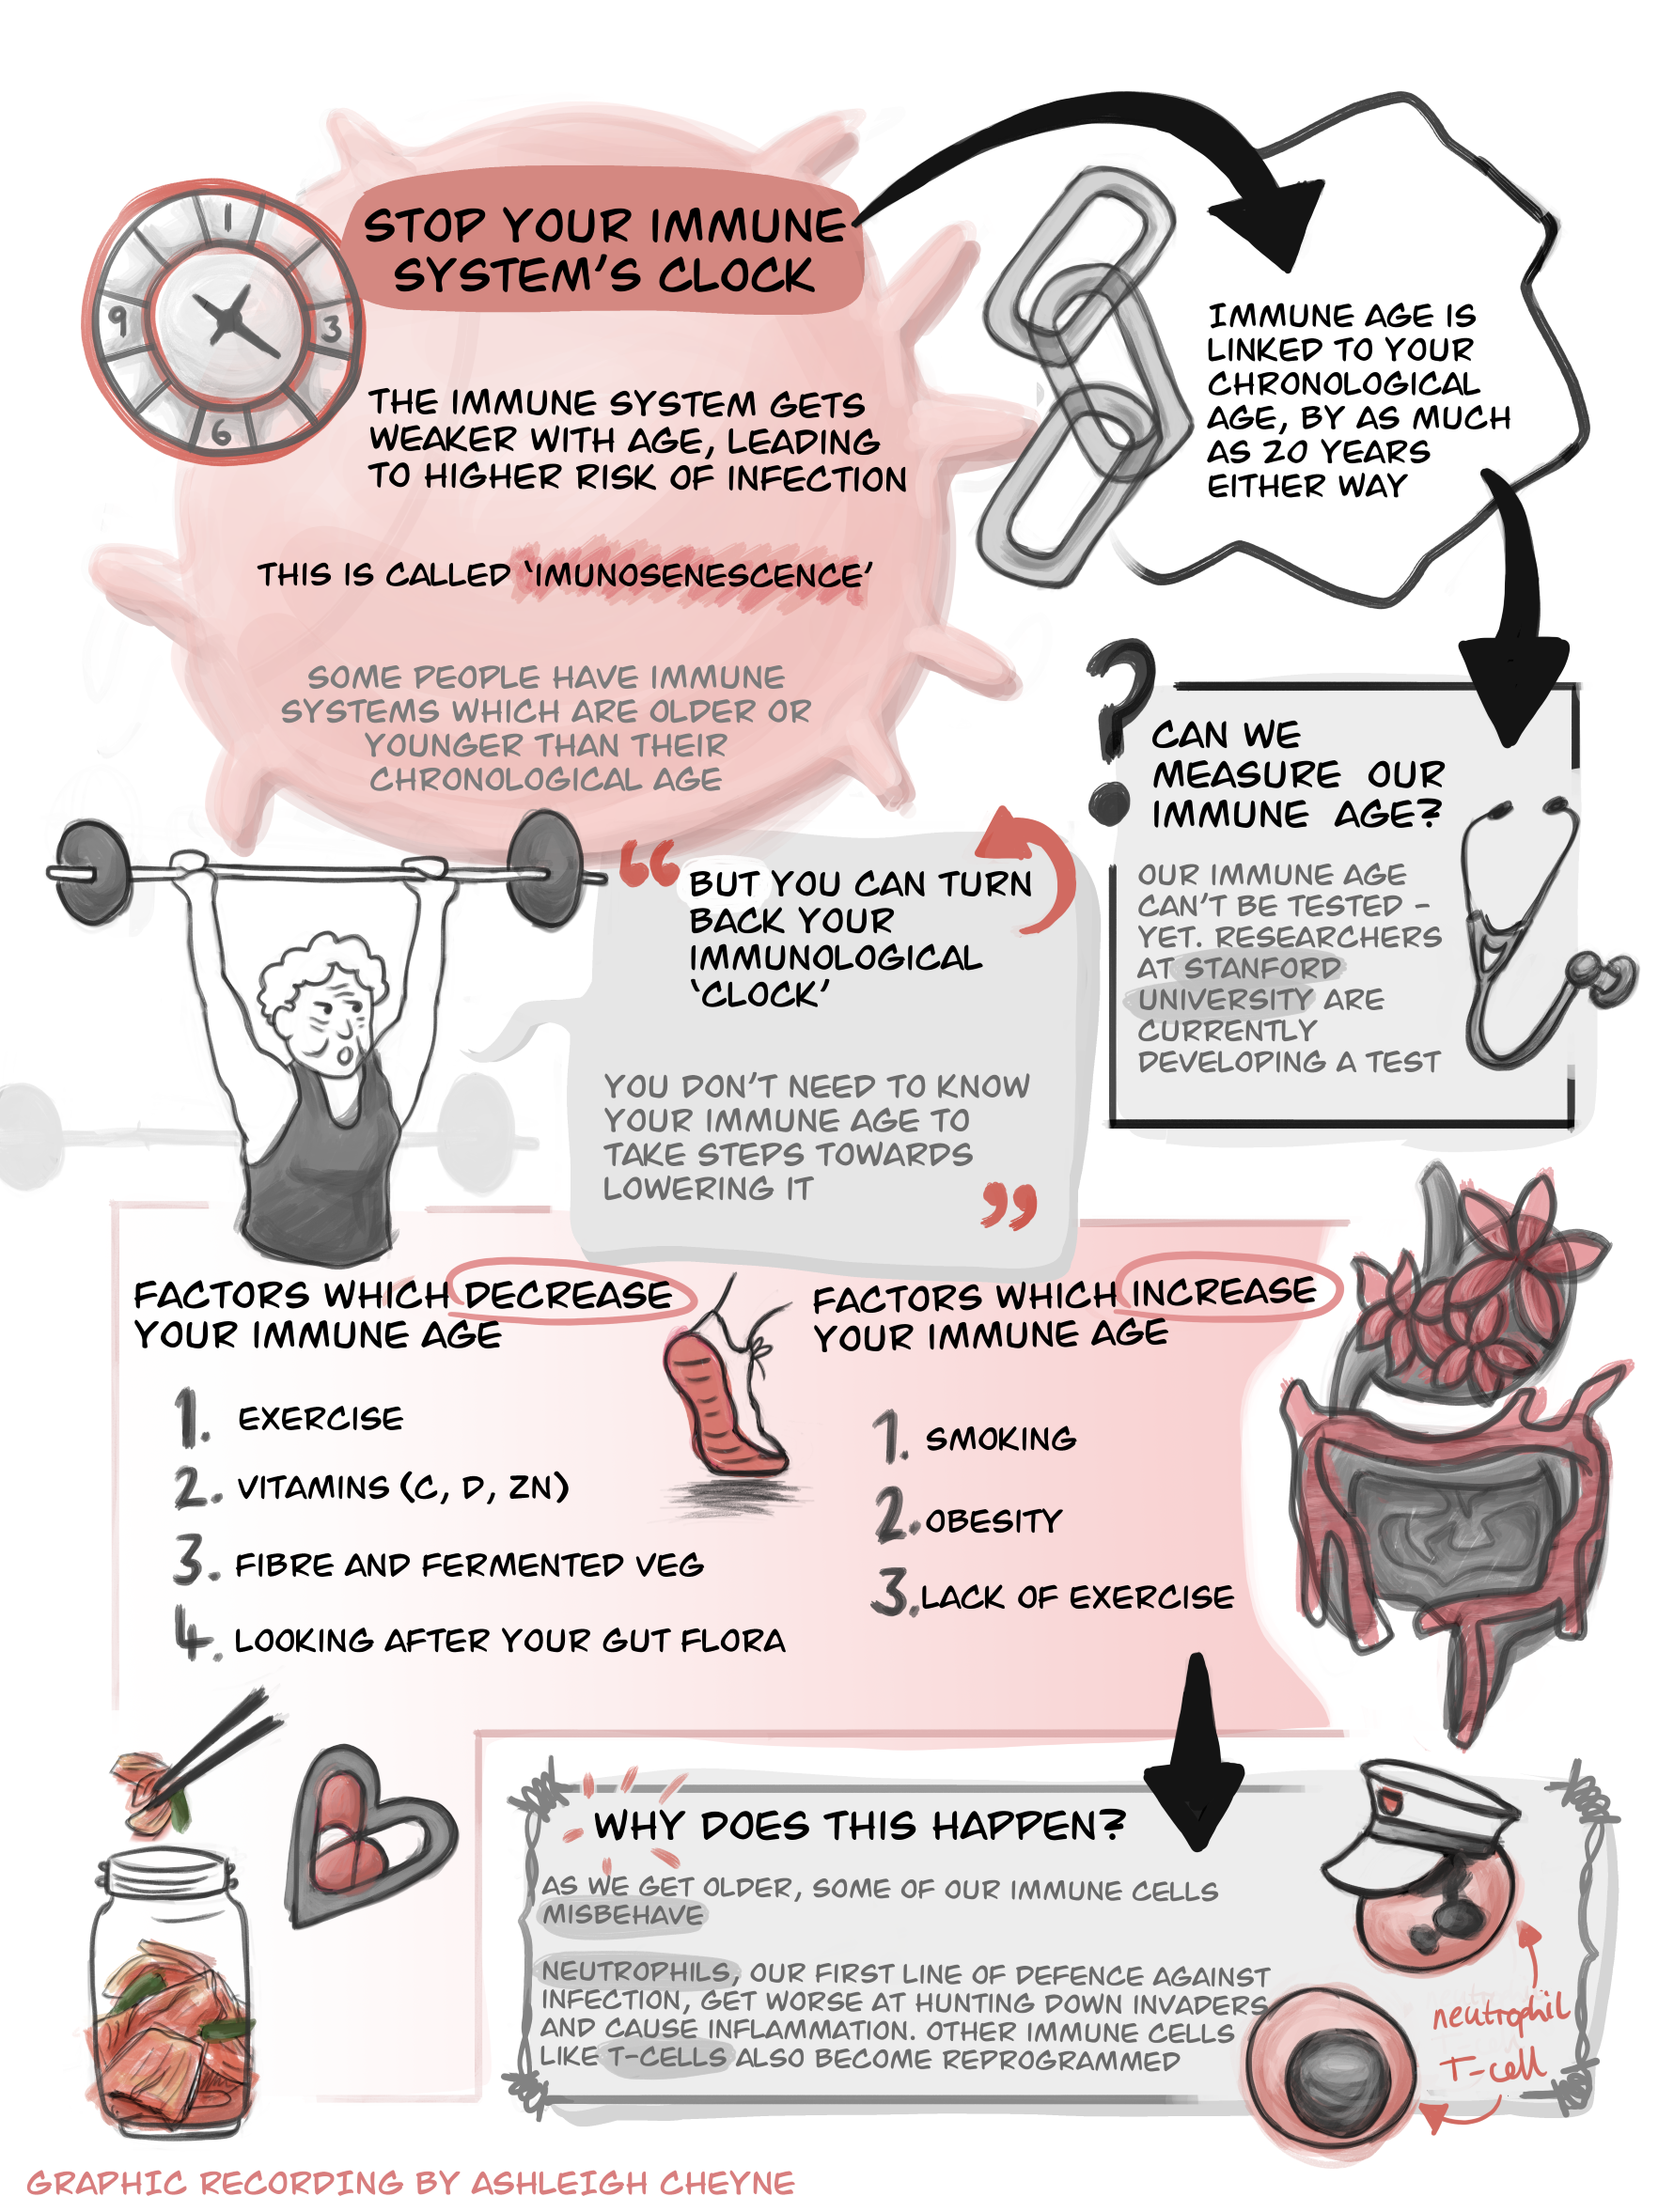 STOP YOUR IMMUNE
SYSTEM'S CLOCK
1
3
6
9
THE IMMUNE SYSTEM GETS
WEAKER WITH AGE, LEADING
TO HIGHER RISK OF INFECTION
THIS IS CALLED 'IMUNOSENESCENCE'
SOME PEOPLE HAVE IMMUNE
SYSTEMS WHICH ARE OLDER OR
YOUNGER THAN THEIR
CHRONOLOGICAL AGE
IMMUNE AGE IS
LINKED TO YOUR
CHRONOLOGICAL
AGE, BY AS MUCH
AS 20 YEARS
EITHER WAY
?
CAN WE
MEASURE OUR
IMMUNE AGE?
OUR IMMUNE AGE
CAN'T BE TESTED -
YET. RESEARCHERS
AT STANFORD
UNIVERSITY ARE
CURRENTLY
DEVELOPING A TEST
“ BUT YOU CAN TURN
BACK YOUR
IMMUNOLOGICAL
'CLOCK'
YOU DON'T NEED TO KNOW
YOUR IMMUNE AGE TO
TAKE STEPS TOWARDS
LOWERING IT ”
FACTORS WHICH DECREASE
YOUR IMMUNE AGE
1. EXERCISE
2. VITAMINS (C, D, ZN)
3. FIBRE AND FERMENTED VEG
4. LOOKING AFTER YOUR GUT FLORA
FACTORS WHICH INCREASE
YOUR IMMUNE AGE
1. SMOKING
2. OBESITY
3. LACK OF EXERCISE
WHY DOES THIS HAPPEN?
AS WE GET OLDER, SOME OF OUR IMMUNE CELLS
MISBEHAVE
NEUTROPHILS, OUR FIRST LINE OF DEFENCE AGAINST
INFECTION, GET WORSE AT HUNTING DOWN INVADERS
AND CAUSE INFLAMMATION. OTHER IMMUNE CELLS
LIKE T-CELLS ALSO BECOME REPROGRAMMED
neutrophil
T-cell
GRAPHIC RECORDING BY ASHLEIGH CHEYNE